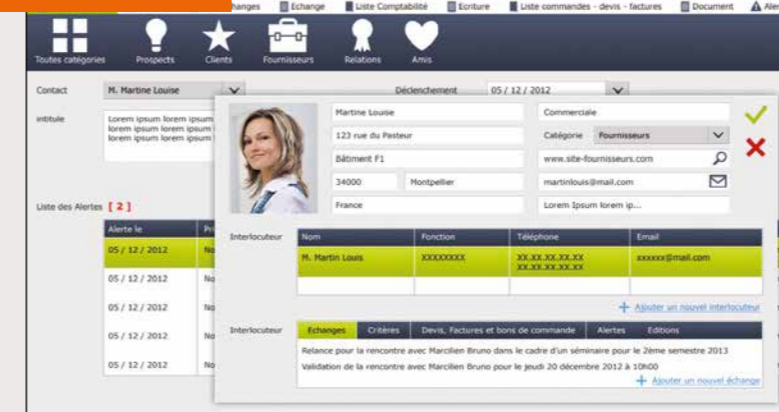 hanges Echange Liste Comptabilité Ecriture Liste commandes - devis - factures Document Aler
Toutes catégories Prospects Clients Fournisseurs Relations Amis
Contact M. Martine Louise Déclenchement 05 / 12 / 2012
Martine Louise Commerciale
intitule Lorem ipsum lorem ipsum
lorem ipsum lorem ipsum
lorem ipsum lorem ipsum
123 rue du Pasteur Catégorie Fournisseurs
Bâtiment F1 www.site-fournisseurs.com
34000 Montpellier martinlouis@mail.com
France Lorem Ipsum lorem ip...
Liste des Alertes [ 2 ]
Alerte le Pri
05 / 12 / 2012 No
05 / 12 / 2012 No
05 / 12 / 2012 No
05 / 12 / 2012 No
05 / 12 / 2012 No
Interlocuteur Nom Fonction Téléphone Email
M. Martin Louis XXXXXXXX XX.XX.XX.XX.XX xxxxxx@mail.com
XX.XX.XX.XX.XX
Ajouter un nouvel interlocuteur
Interlocuteur Echanges Critères Devis, Factures et bons de commande Alertes Editions
Relance pour la rencontre avec Marcilien Bruno dans le cadre d'un séminaire pour le 2ème semestre 2013
Validation de la rencontre avec Marcilien Bruno pour le jeudi 20 décembre 2012 à 10h00
Ajouter un nouvel échange